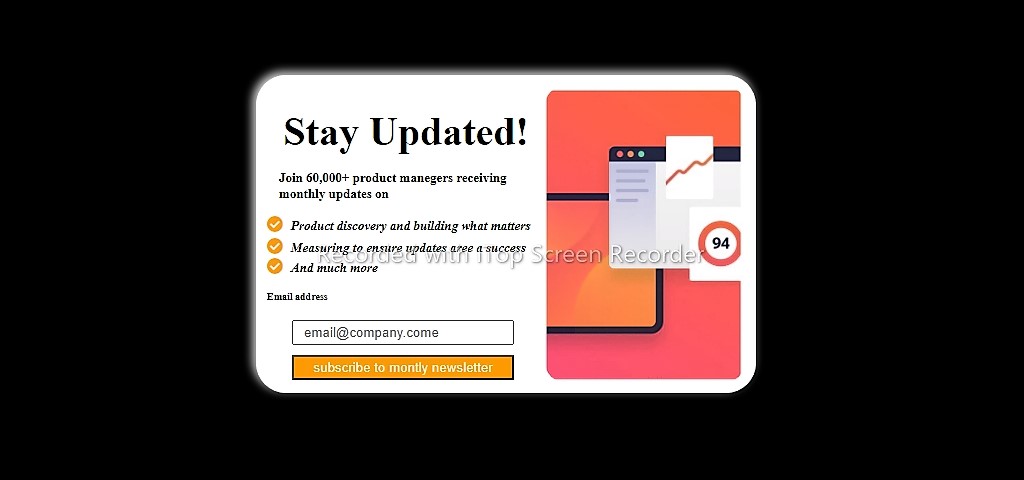 Stay Updated!
Join 60,000+ product manegers receiving
monthly updates on
Product discovery and building what matters
Measuring to ensure updates aree a success
Recorded with iTop Screen Recorder
And much more
Email address
email@company.come
subscribe to montly newsletter
94